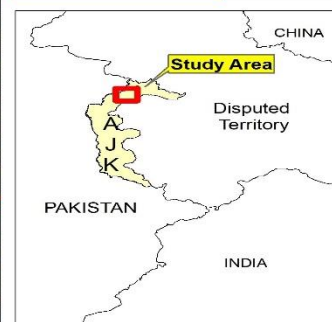 CHINA
Study Area
Disputed
Territory
A
J
K
PAKISTAN
INDIA